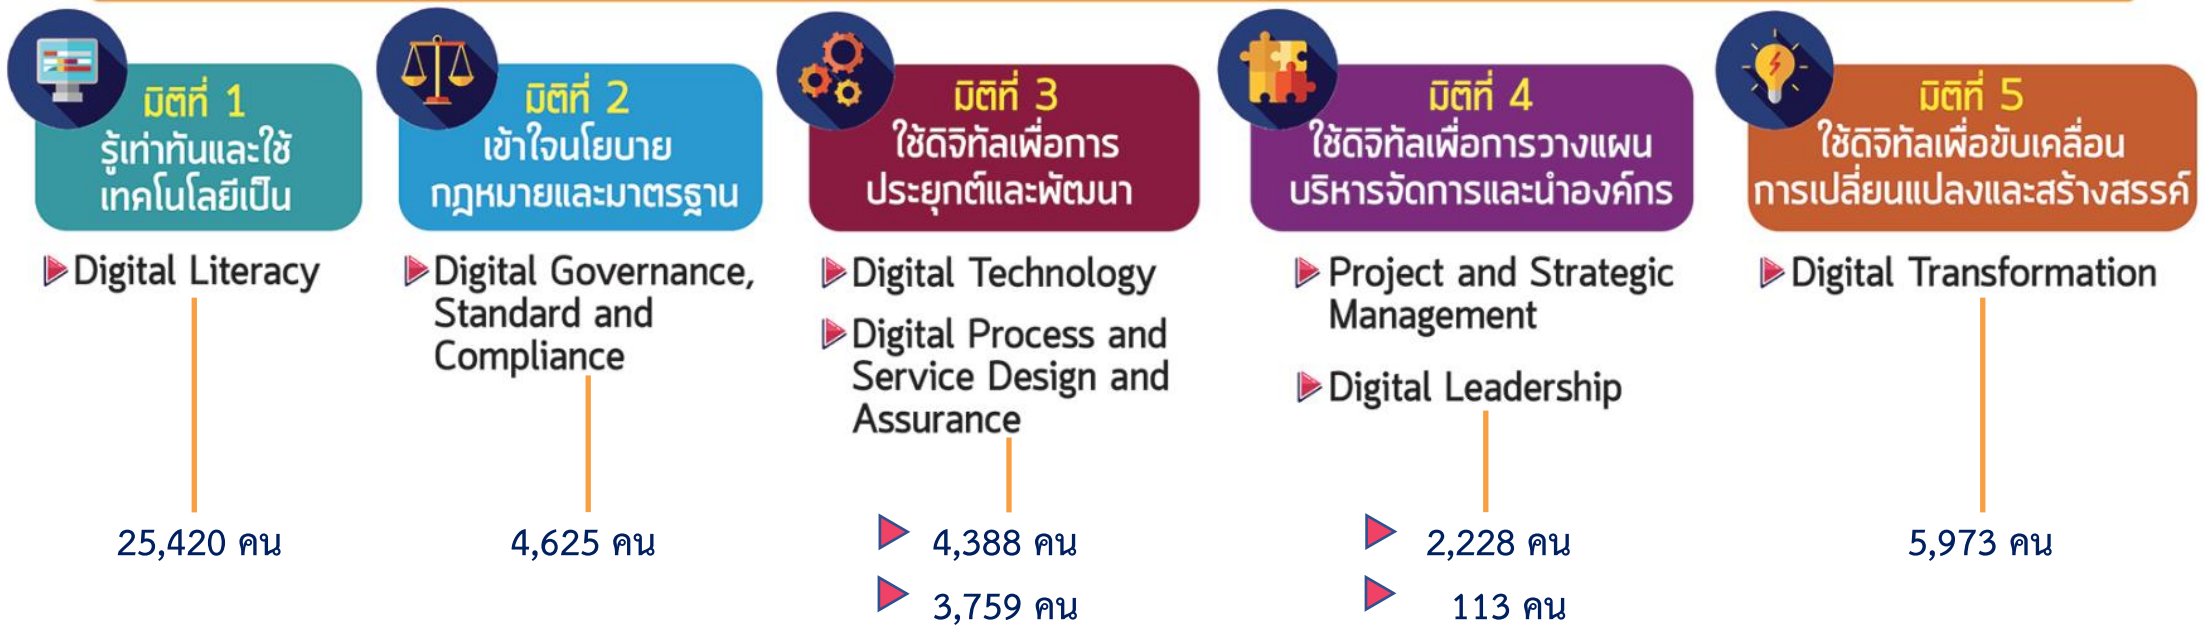 มิติที่ 1
รู้เท่าทันและใช้
เทคโนโลยีเป็น
Digital Literacy
25,420 คน
มิติที่ 2
เข้าใจนโยบาย
กฎหมายและมาตรฐาน
Digital Governance,
Standard and
Compliance
4,625 คน
มิติที่ 3
ใช้ดิจิทัลเพื่อการ
ประยุกต์และพัฒนา
Digital Technology
Digital Process and
Service Design and
Assurance
4,388 คน
3,759 คน
มิติที่ 4
ใช้ดิจิทัลเพื่อการวางแผน
บริหารจัดการและนำองค์กร
Project and Strategic
Management
Digital Leadership
2,228 คน
113 คน
มิติที่ 5
ใช้ดิจิทัลเพื่อขับเคลื่อน
การเปลี่ยนแปลงและสร้างสรรค์
Digital Transformation
5,973 คน